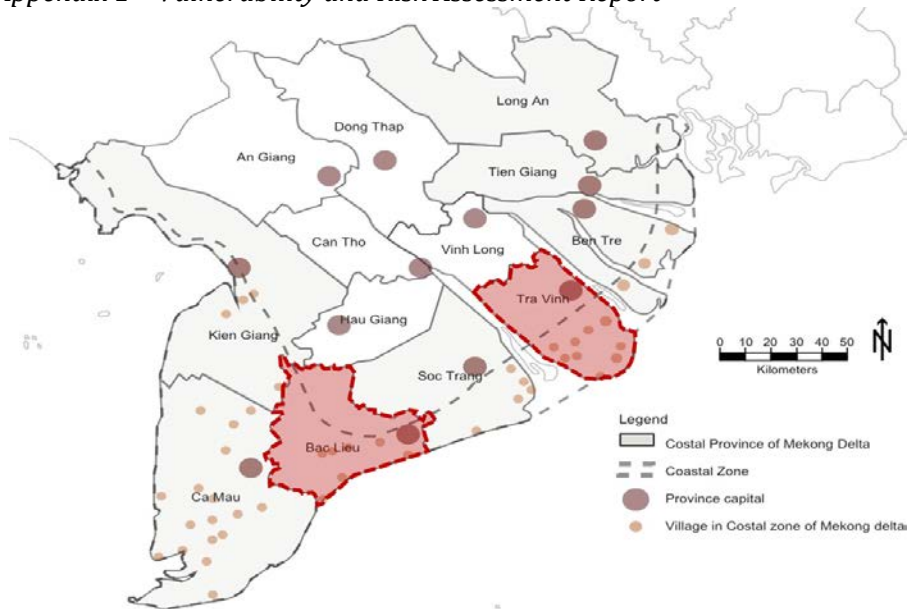 Appendix 2 – Vulnerability and Risk Assessment Report
Long An
Dong Thap
An Giang
Tien Giang
Can Tho
Vinh Long
Ben Tre
Tra Vinh
Hau Giang
Kien Giang
Soc Trang
Bac Lieu
Ca Mau
0 10 20 30 40 50
Kilometers
N
Legend
Costal Province of Mekong Delta
Coastal Zone
Province capital
Village in Costal zone of Mekong delta